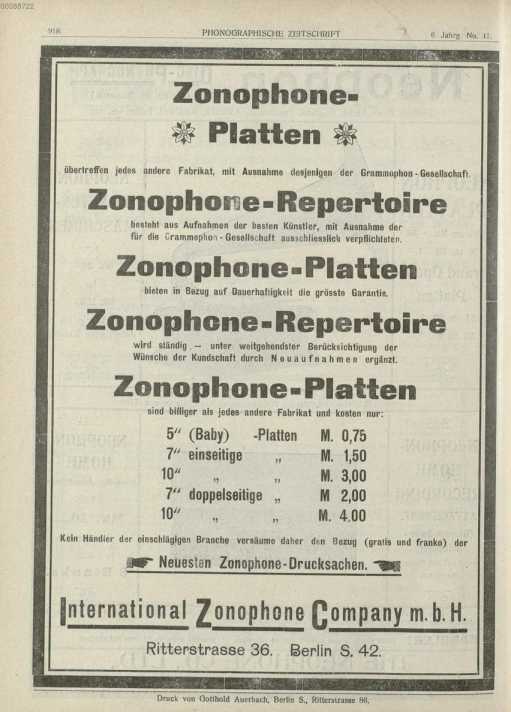 00085722
918
PHONOGRAPHISCHE ZEITSCHRIFT
6. Jahrg. No. 41.
Zonophone-
Platten
übertreffen jedes andere Fabrikat, mit Ausnahme desjenigen der Grammophon-Gesellschaft.
Zonophone-Repertoire
besteht aus Aufnahmen der besten Künstler, mit Ausnahme der
für die Grammophon-Gesellschaft ausschliesslich verpflichteten.
Zonophone-Platten
bieten in Bezug auf Dauerhaftigkeit die grösste Garantie.
Zonophone-Repertoire
wird ständig — unter weitgehendster Berücksichtigung der
Wünsche der Kundschaft durch Neuaufnahmen ergänzt.
Zonophone-Platten
sind billiger als jedes andere Fabrikat und kosten nur:
5“ (Baby) -Platten M. 0,75
7“ einseitige „ M. 1,50
10“ „ „ M. 3,00
7“ doppelseitige „ M 2,00
10“ „ „ M. 4,00
Kein Händler der einschlägigen Branche versäume daher den Bezug (gratis und franko) der
Neuesten Zonophone-Drucksachen.
International Zonophone Company m. b. H.
Ritterstrasse 36. Berlin S. 42.
Druck von Gotthold Auerbach, Berlin S., Ritterstrasse 86.